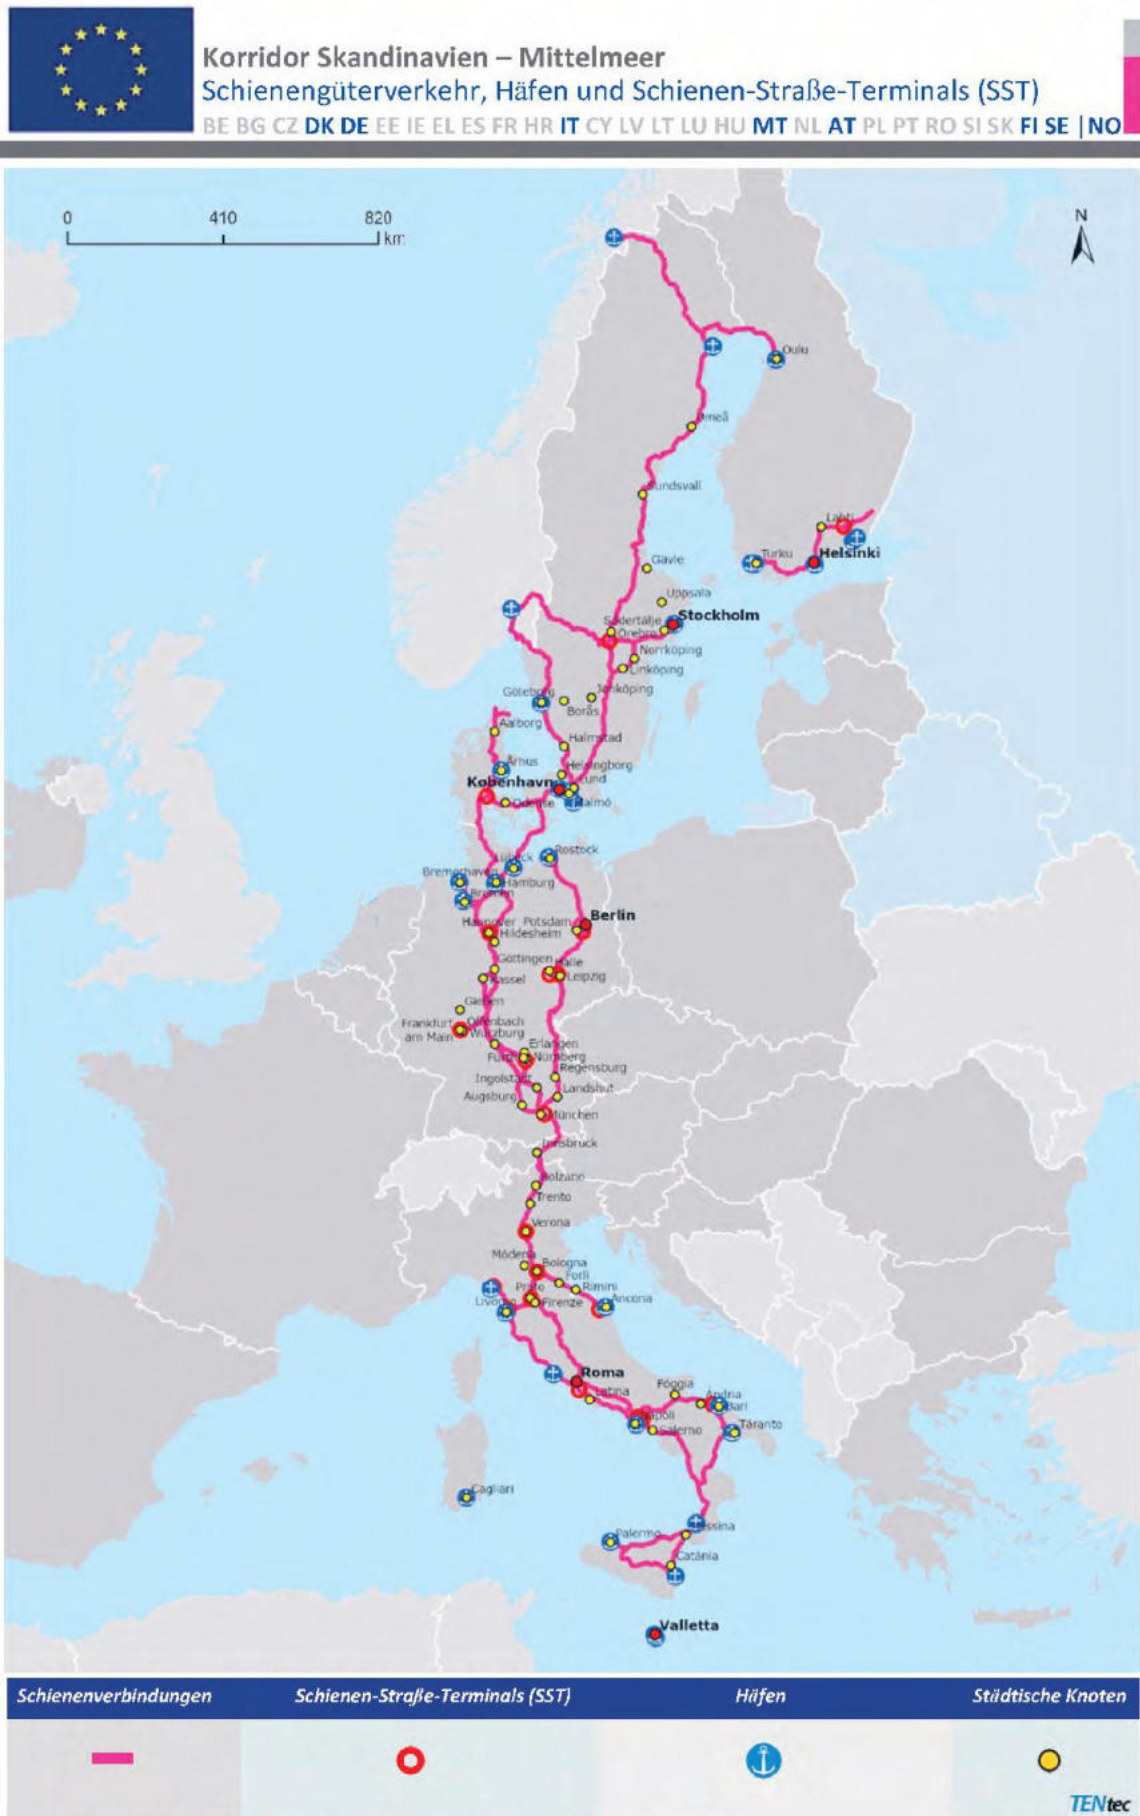 Korridor Skandinavien – Mittelmeer
Schienengüterverkehr, Häfen und Schienen-Straße-Terminals (SST)
BE BG CZ DK DE EE IE EL ES FR HR IT CY LV LT LU HU MT NL AT PL PT RO SI SK FI SE | NO
0 410 820
km
N
Oulu
Umeå
Sundsvall
Lahti
Turku
Helsinki
Gävle
Uppsala
Södertälje
Stockholm
Örebro
Norrköping
Linköping
Göteborg
Jönköping
Borås
Aalborg
Halmstad
Århus
Helsingborg
København
Lund
Odense
Malmö
Lübeck
Rostock
Bremerhaven
Hamburg
Bremen
Berlin
Hannover
Potsdam
Hildesheim
Göttingen
Halle
Kassel
Leipzig
Gießen
Frankfurt
am Main
Offenbach
Würzburg
Erlangen
Fürth
Nürnberg
Regensburg
Ingolstadt
Landshut
Augsburg
München
Innsbruck
Bolzano
Trento
Verona
Módena
Bologna
Forlì
Prato
Rimini
Livorno
Firenze
Ancona
Roma
Latina
Fóggia
Ándria
Bari
Nápoli
Salerno
Táranto
Cagliari
Palermo
Messina
Catánia
Valletta
Schienenverbindungen
Schienen-Straße-Terminals (SST)
Häfen
Städtische Knoten
TENtec